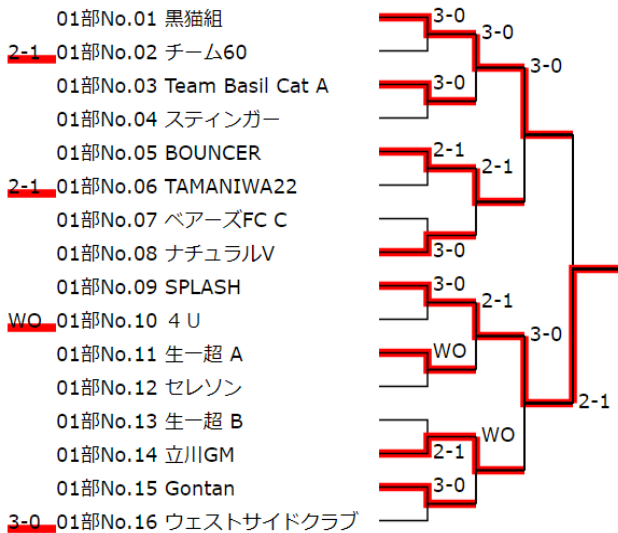 01部No.01 黒猫組
3-0
3-0
2-1 01部No.02 チーム60
3-0
01部No.03 Team Basil Cat A
3-0
01部No.04 スティンガー
01部No.05 BOUNCER
2-1
2-1
2-1 01部No.06 TAMANIWA22
01部No.07 ベアーズFC C
01部No.08 ナチュラルV
3-0
01部No.09 SPLASH
3-0
2-1
WO 01部No.10 4 U
3-0
01部No.11 生一超 A
WO
01部No.12 セレソン
2-1
01部No.13 生一超 B
WO
01部No.14 立川GM
2-1
01部No.15 Gontan
3-0
3-0 01部No.16 ウェストサイドクラブ